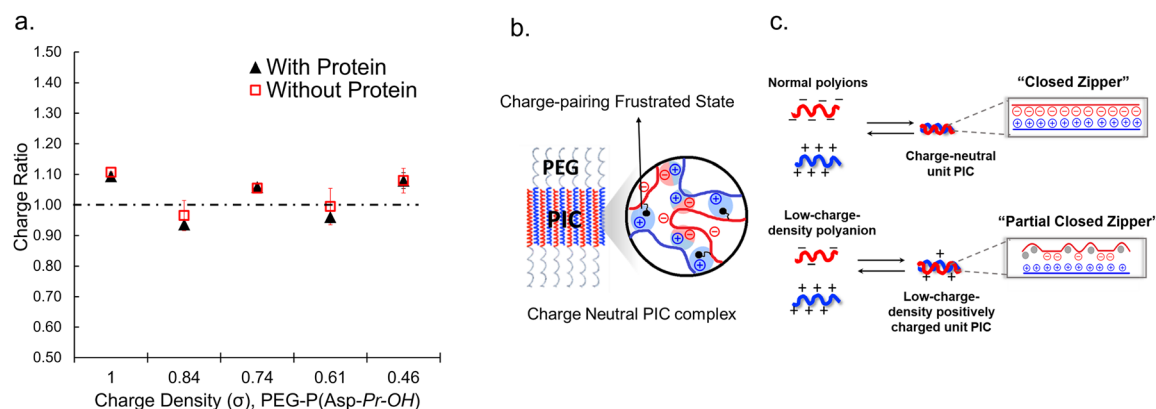 a.
1.50
1.40
1.30
1.20
1.10
1.00
0.90
0.80
0.70
0.60
0.50
Charge Ratio
With Protein
Without Protein
1 0.84 0.74 0.61 0.46
Charge Density (σ), PEG-P(Asp-Pr-OH)
b.
Charge-pairing Frustrated State
PEG
PIC
Charge Neutral PIC complex
c.
Normal polyions
Charge-neutral
unit PIC
"Closed Zipper"
Low-charge-
density polyanion
Low-charge-
density positively
charged unit PIC
"Partial Closed Zipper'